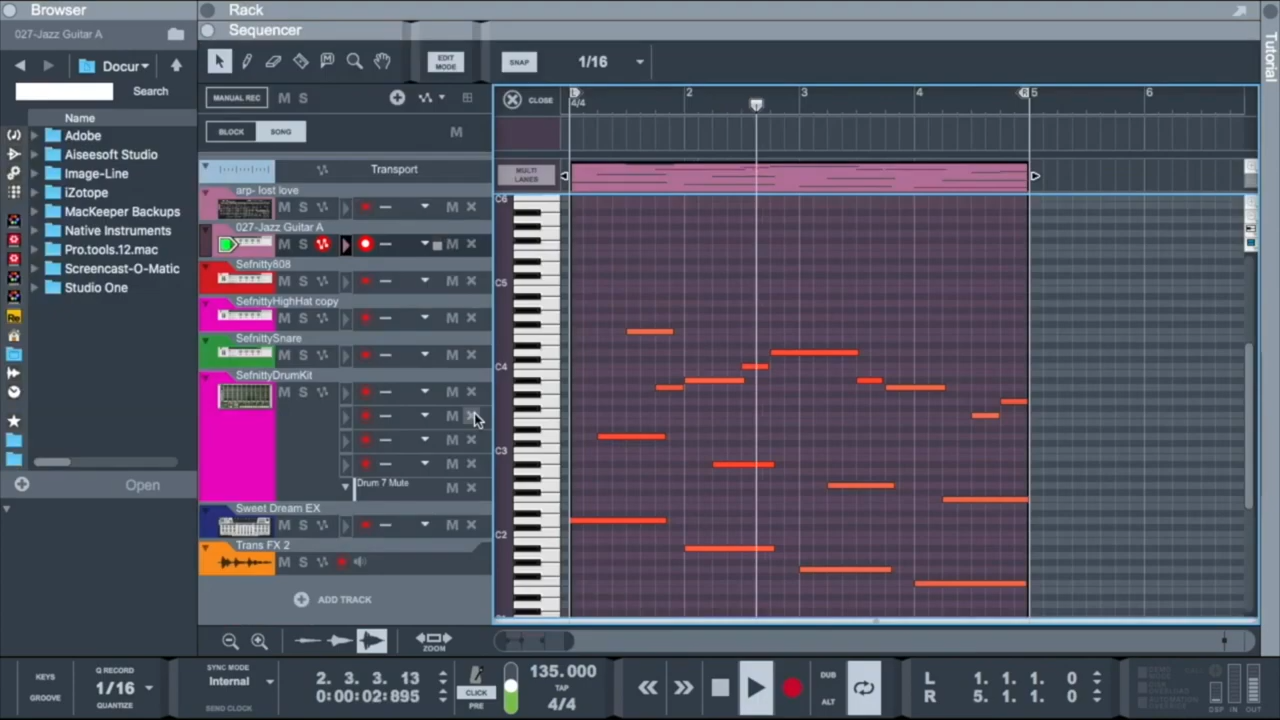 Browser
Rack
027-Jazz Guitar A
Sequencer
Docur
EDIT MODE
SNAP
1/16
Search
MANUAL REC
M S
CLOSE
2
3
4
5
6
4/4
Name
BLOCK
SONG
M
Adobe
Aiseesoft Studio
Image-Line
iZotope
MacKeeper Backups
Native Instruments
Pro.tools.12.mac
Screencast-O-Matic
Studio One
Transport
MULTI LANES
arp- lost love
M S M
027-Jazz Guitar A
M S M
Sefnitty808
M S M
SefnittyHighHat copy
M S M
SefnittySnare
M S M
SefnittyDrumKit
M S M
M
M
M
Drum 7 Mute
M
Sweet Dream EX
M S M
Trans FX 2
M S
ADD TRACK
C6
C5
C4
C3
C2
Open
ZOOM
KEYS
GROOVE
Q RECORD
1/16
QUANTIZE
SYNC MODE
Internal
SEND CLOCK
2. 3. 3. 13
0:00:02:895
CLICK
PRE
135.000
TAP
4/4
DUB
ALT
L 1. 1. 1. 0
R 5. 1. 1. 0
DSP IN OUT
Tutorial